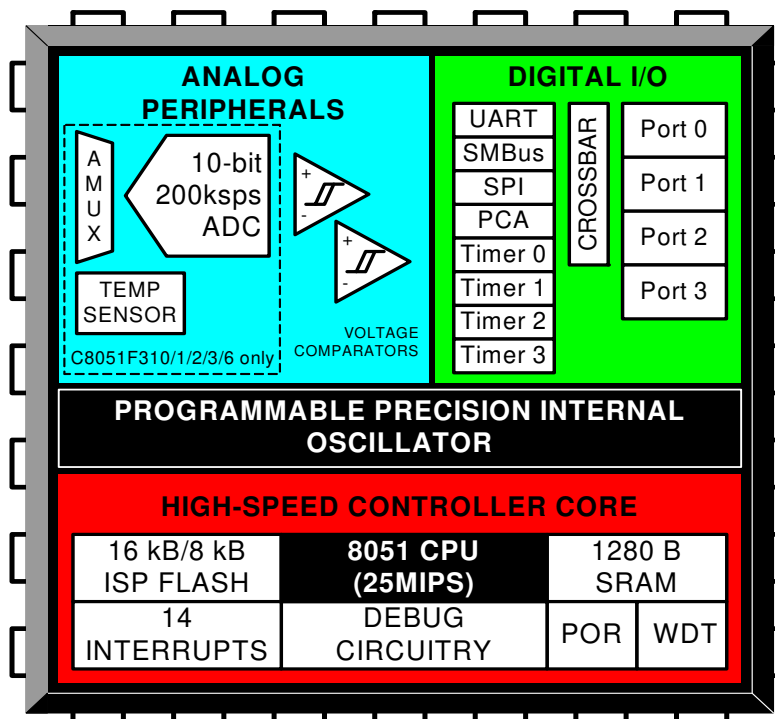 ANALOG
PERIPHERALS
A
M
U
X
10-bit
200ksps
ADC
+
-
+
-
TEMP
SENSOR
VOLTAGE
COMPARATORS
C8051F310/1/2/3/6 only
DIGITAL I/O
UART
SMBus
SPI
PCA
Timer 0
Timer 1
Timer 2
Timer 3
CROSSBAR
Port 0
Port 1
Port 2
Port 3
PROGRAMMABLE PRECISION INTERNAL
OSCILLATOR
HIGH-SPEED CONTROLLER CORE
16 kB/8 kB
ISP FLASH
8051 CPU
(25MIPS)
1280 B
SRAM
14
INTERRUPTS
DEBUG
CIRCUITRY
POR
WDT